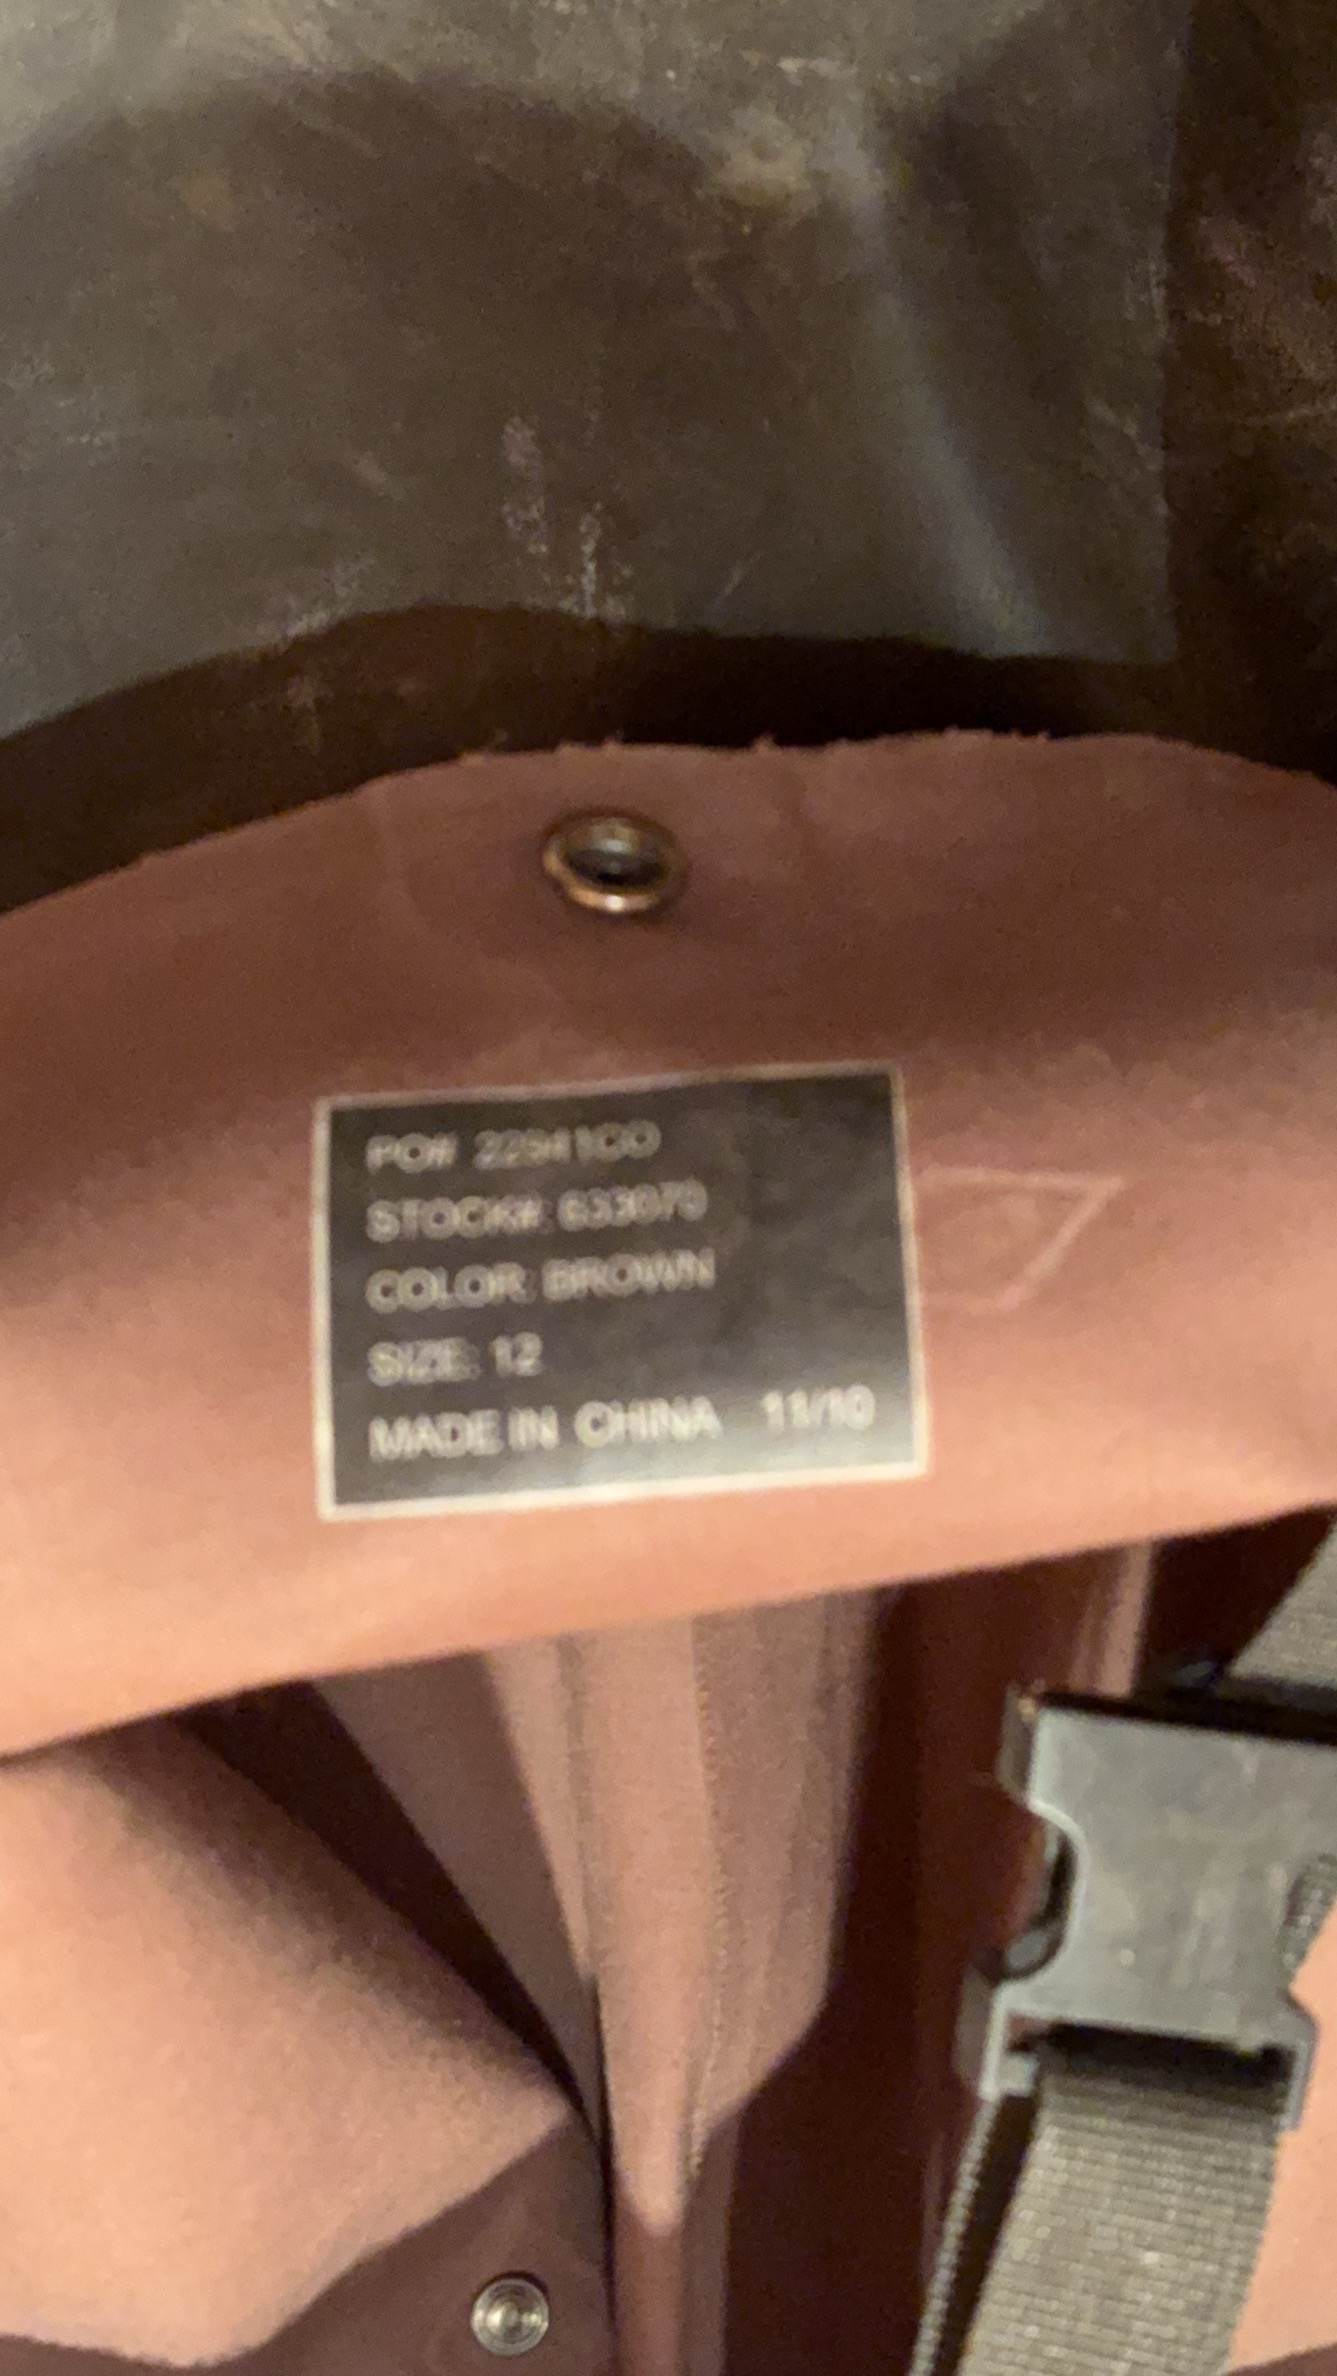 PO# 22941CO
STOCK#: 633070
COLOR: BROWN
SIZE: 12
MADE IN CHINA 11/10